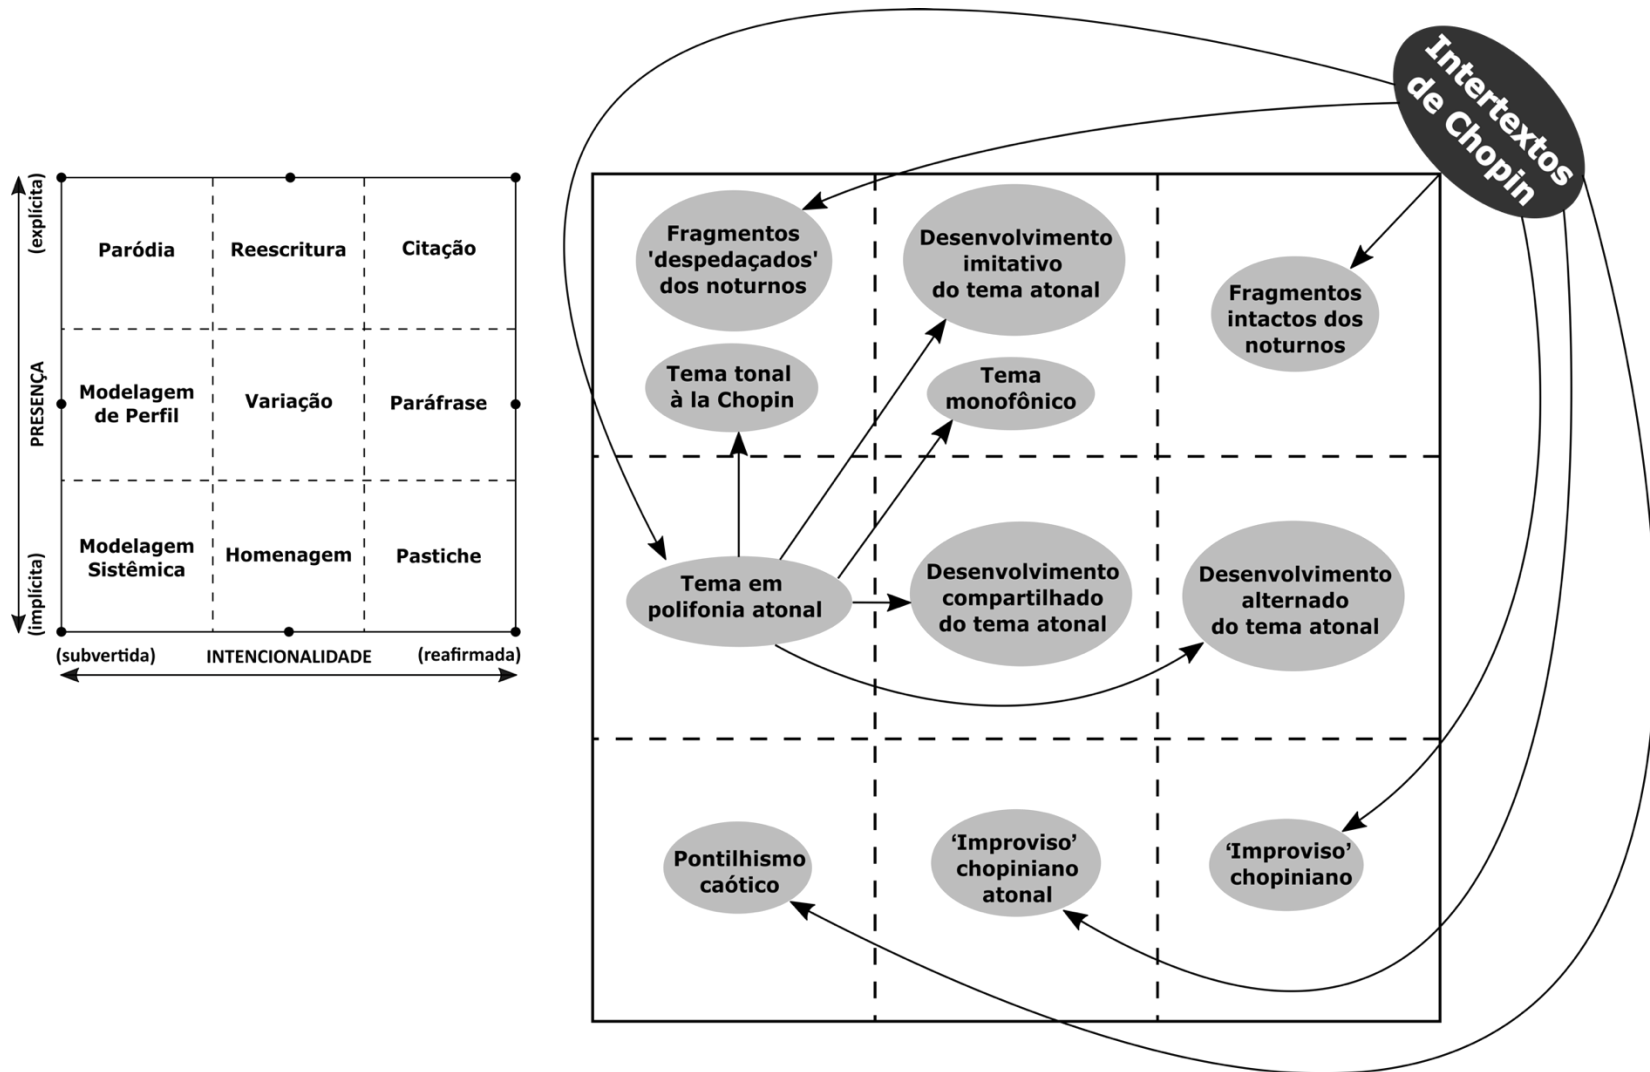 Intertextos
de Chopin
(explícita)
PRESENÇA
(implícita)
Paródia
Reescritura
Citação
Modelagem
de Perfil
Variação
Paráfrase
Modelagem
Sistêmica
Homenagem
Pastiche
(subvertida)
INTENCIONALIDADE
(reafirmada)
Fragmentos
'despedaçados'
dos noturnos
Desenvolvimento
imitativo
do tema atonal
Fragmentos
intactos dos
noturnos
Tema tonal
à la Chopin
Tema
monofônico
Tema em
polifonia atonal
Desenvolvimento
compartilhado
do tema atonal
Desenvolvimento
alternado
do tema atonal
Pontilhismo
caótico
‘Improviso’
chopiniano
atonal
‘Improviso’
chopiniano